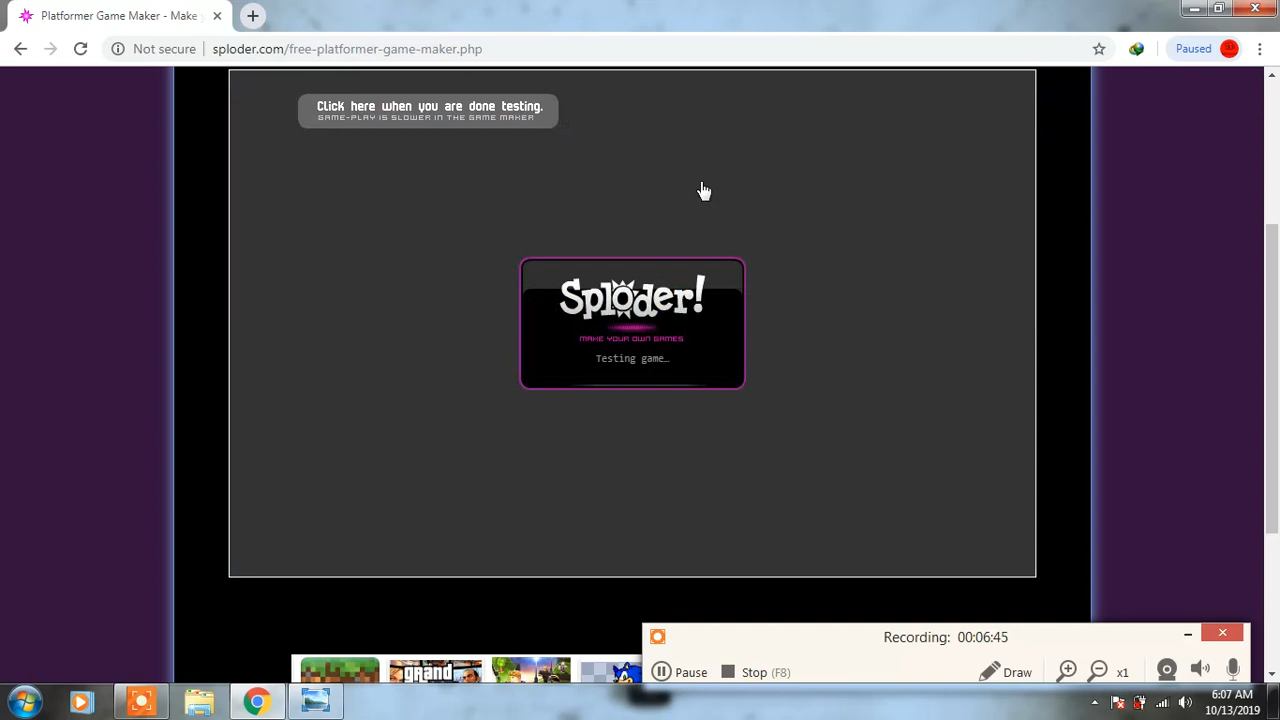 Platformer Game Maker - Make y
Not secure
sploder.com/free-platformer-game-maker.php
Paused
Click here when you are done testing.
GAME-PLAY IS SLOWER IN THE GAME MAKER
Sploder!
MAKE YOUR OWN GAMES
Testing game…
Recording: 00:06:45
Pause
Stop (F8)
Draw
x1
grand
6:07 AM
10/13/2019